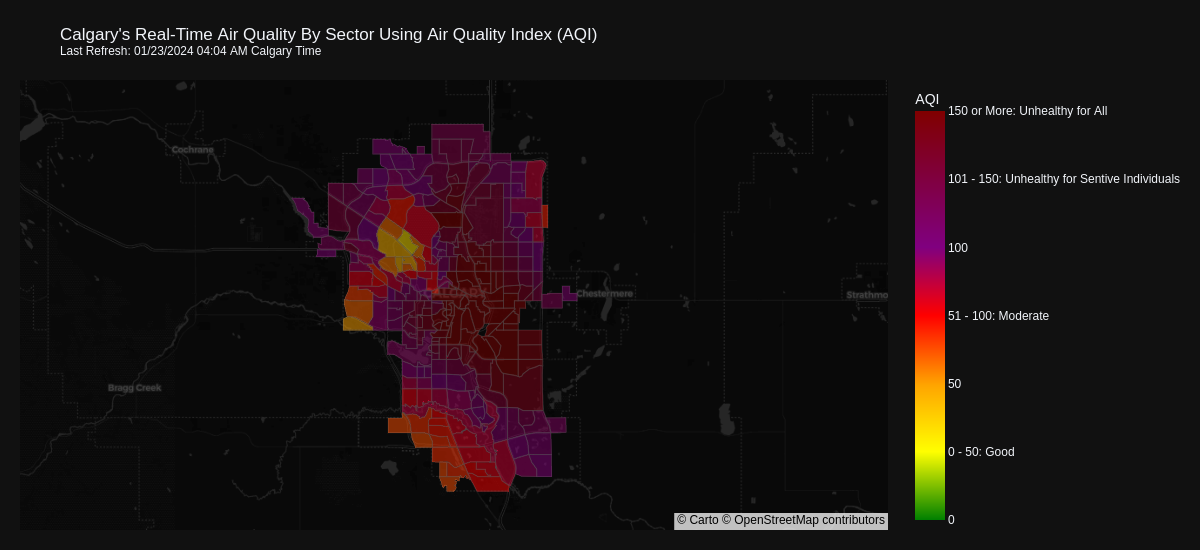 Calgary's Real-Time Air Quality By Sector Using Air Quality Index (AQI)
Last Refresh: 01/23/2024 04:04 AM Calgary Time
AQI
150 or More: Unhealthy for All
Cochrane
101 - 150: Unhealthy for Sentive Individuals
100
CALGARY
Chestermere
Strathmo
51 - 100: Moderate
Bragg Creek
50
0 - 50: Good
© Carto © OpenStreetMap contributors
0